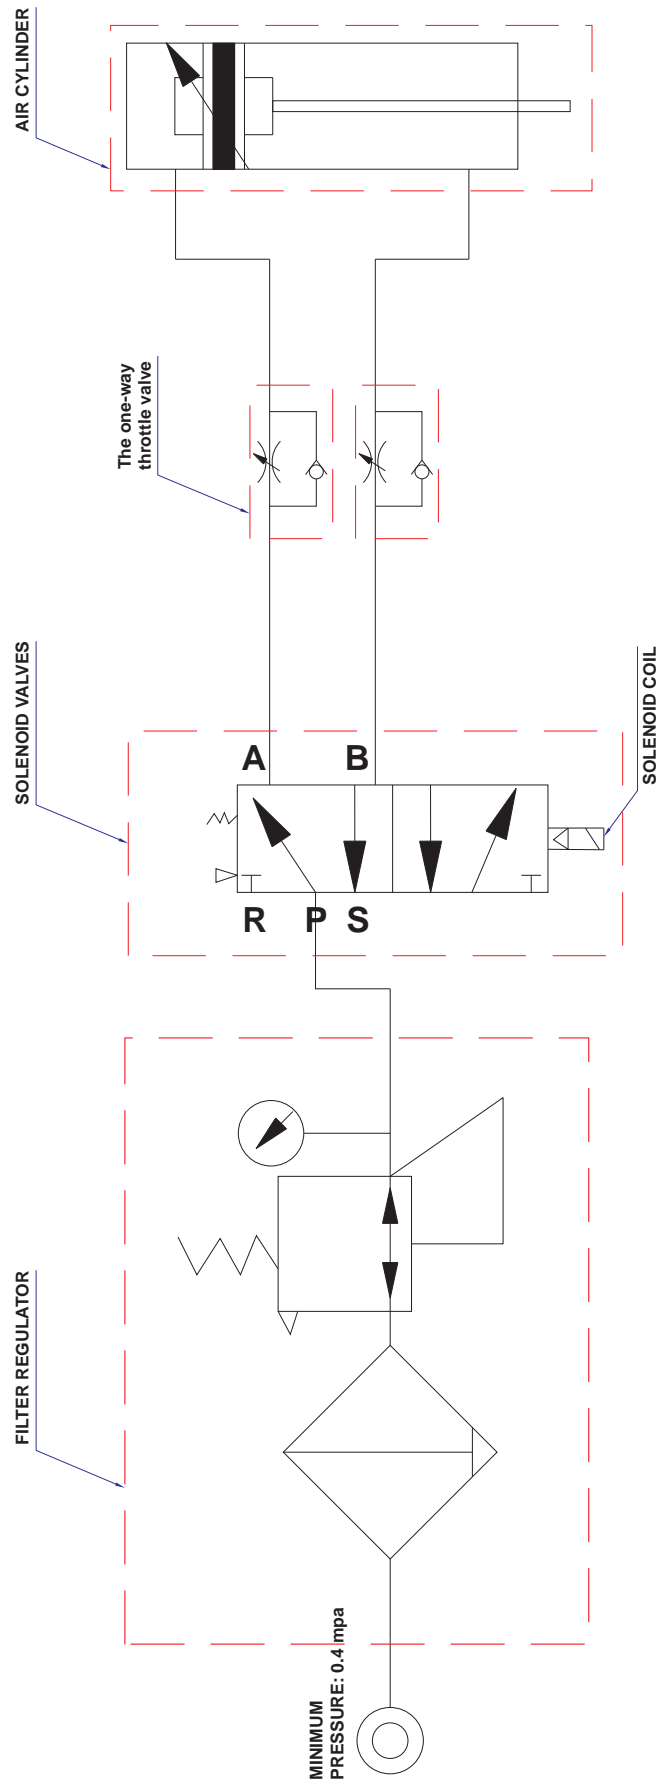 AIR CYLINDER
The one-way
throttle valve
SOLENOID VALVES
A
B
SOLENOID COIL
R
P
S
FILTER REGULATOR
MINIMUM
PRESSURE: 0.4 mpa